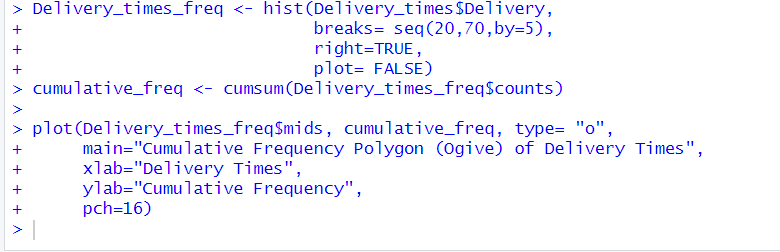 > Delivery_times_freq <- hist(Delivery_times$Delivery,
+                             breaks= seq(20,70,by=5),
+                             right=TRUE,
+                             plot= FALSE)
> cumulative_freq <- cumsum(Delivery_times_freq$counts)
>
> plot(Delivery_times_freq$mids, cumulative_freq, type= "o",
+      main="Cumulative Frequency Polygon (Ogive) of Delivery Times",
+      xlab="Delivery Times",
+      ylab="Cumulative Frequency",
+      pch=16)
>